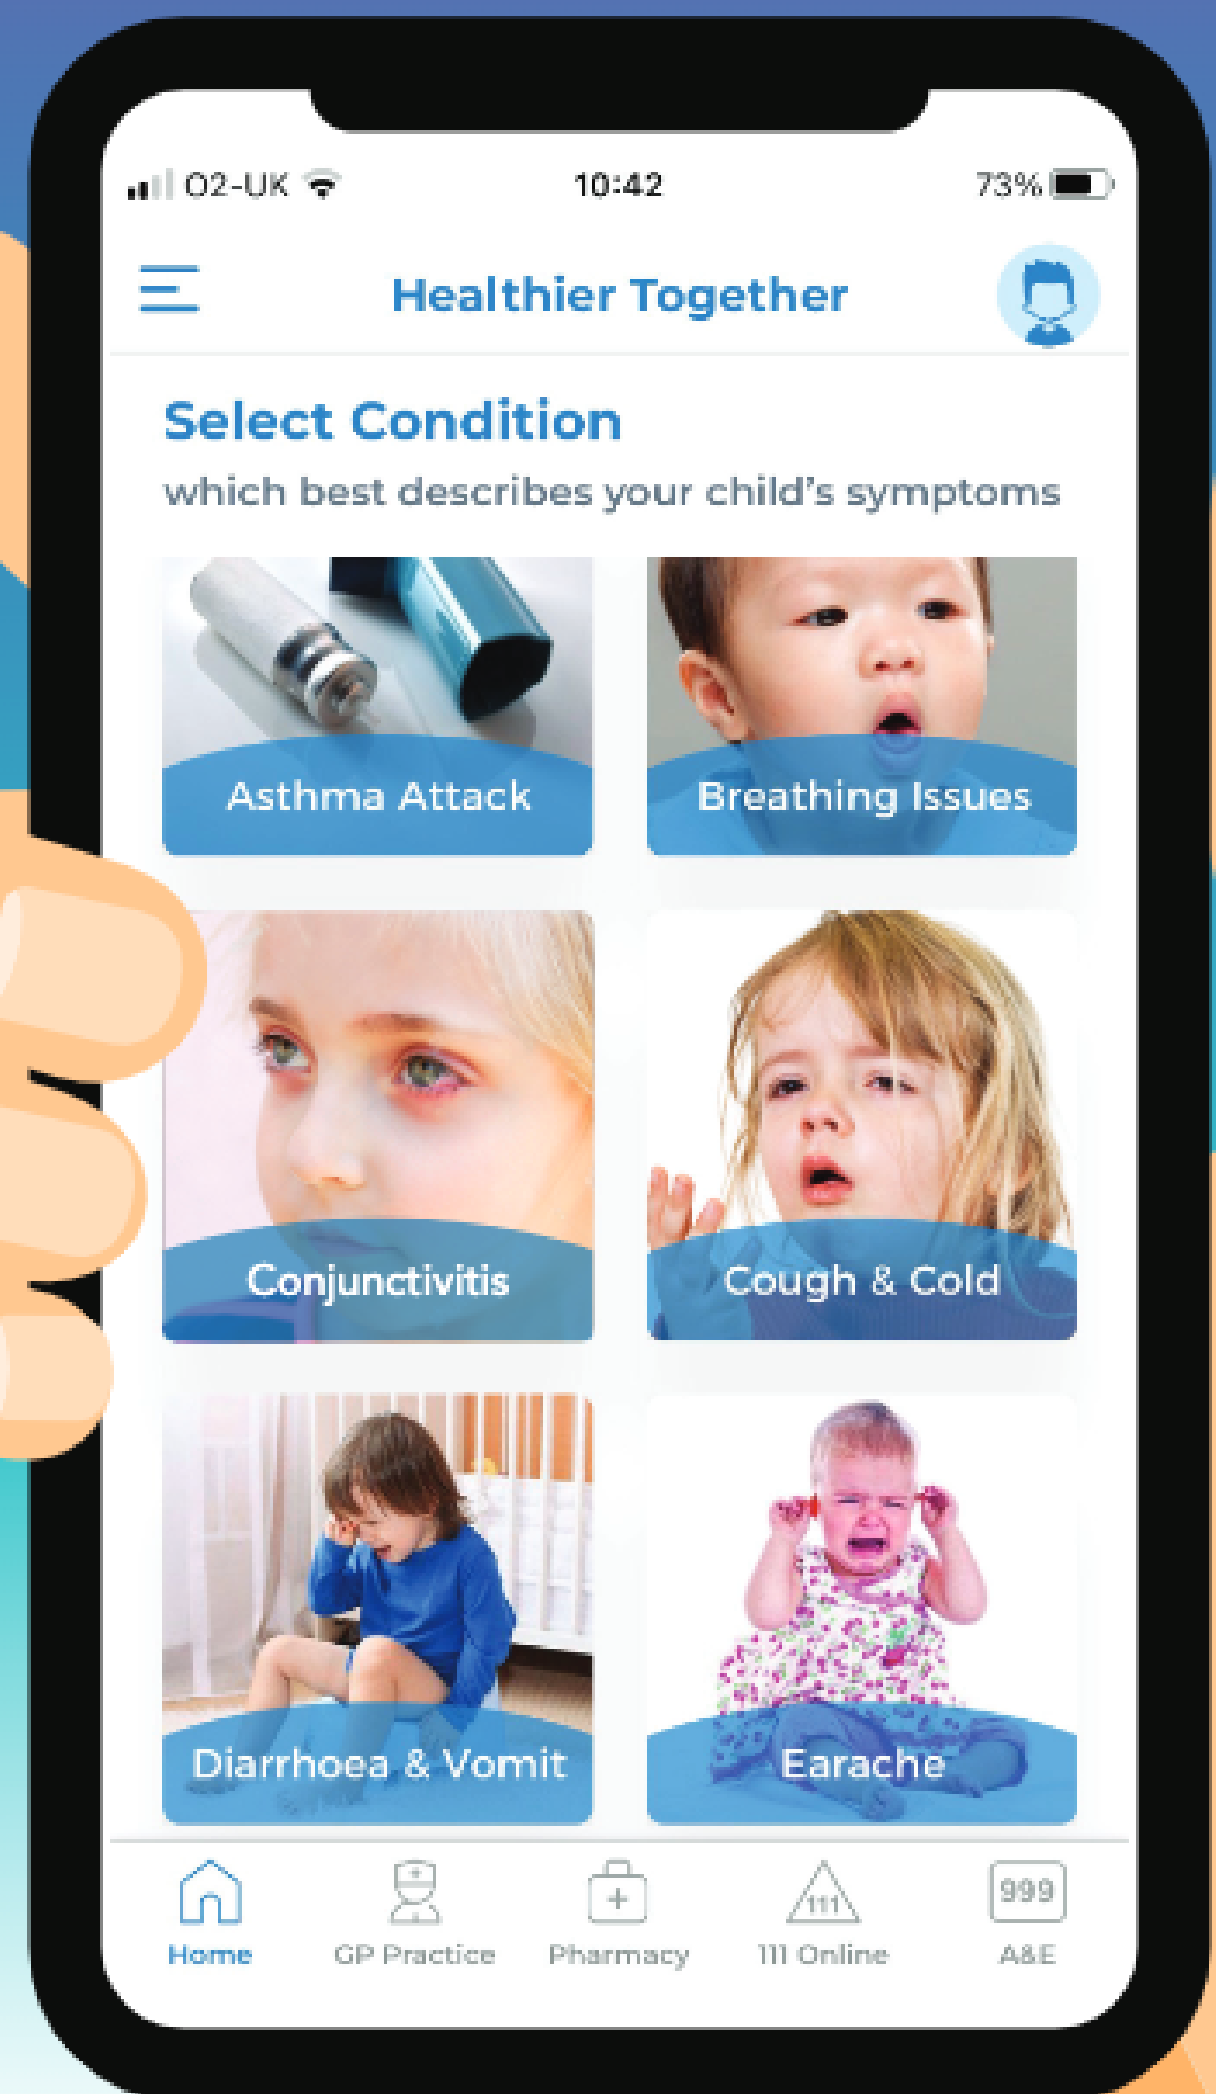 O2-UK 10:42 73%
Healthier Together
Select Condition
which best describes your child's symptoms
Asthma Attack
Breathing Issues
Conjunctivitis
Cough & Cold
Diarrhoea & Vomit
Earache
111
999
Home
GP Practice
Pharmacy
111 Online
A&E